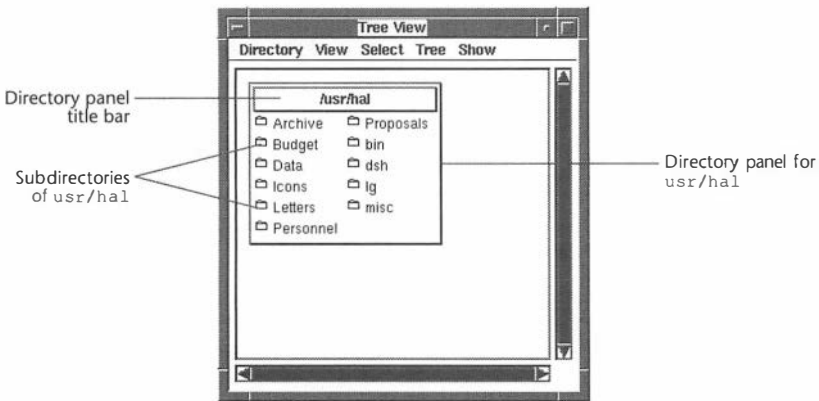 Tree View
Directory View Select Tree Show
Directory panel
title bar
/usr/hal
Archive Proposals
Budget bin
Data dsh
Icons lg
Letters misc
Personnel
Subdirectories
of usr/hal
Directory panel for
usr/hal